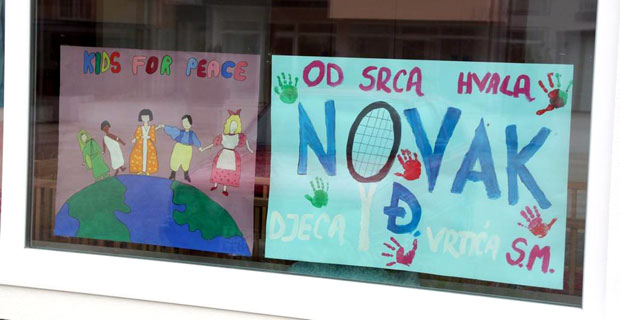 KIDS FOR PEACE
OD SRCA HVALA
NOVAK
Đ.
DJECA VRTIĆA S.M.